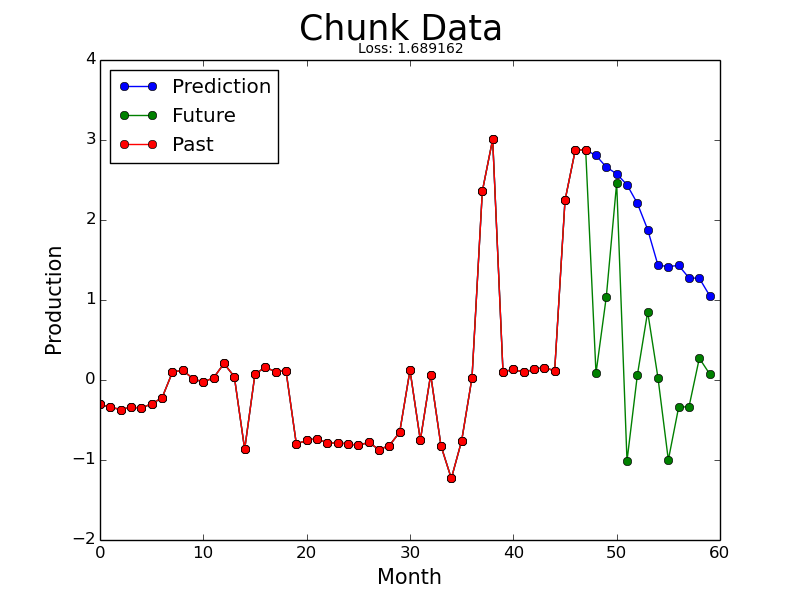 Chunk Data
Loss: 1.689162
4
3
2
1
0
−1
−2
Production
Prediction
Future
Past
0 10 20 30 40 50 60
Month